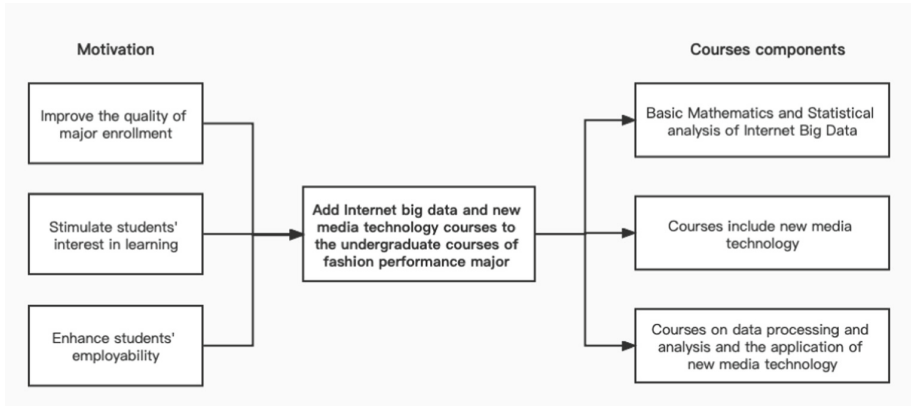 Motivation
Courses components
Improve the quality of
major enrollment
Stimulate students'
interest in learning
Enhance students'
employability
Add Internet big data and new
media technology courses to
the undergraduate courses of
fashion performance major
Basic Mathematics and Statistical
analysis of Internet Big Data
Courses include new media
technology
Courses on data processing and
analysis and the application of
new media technology